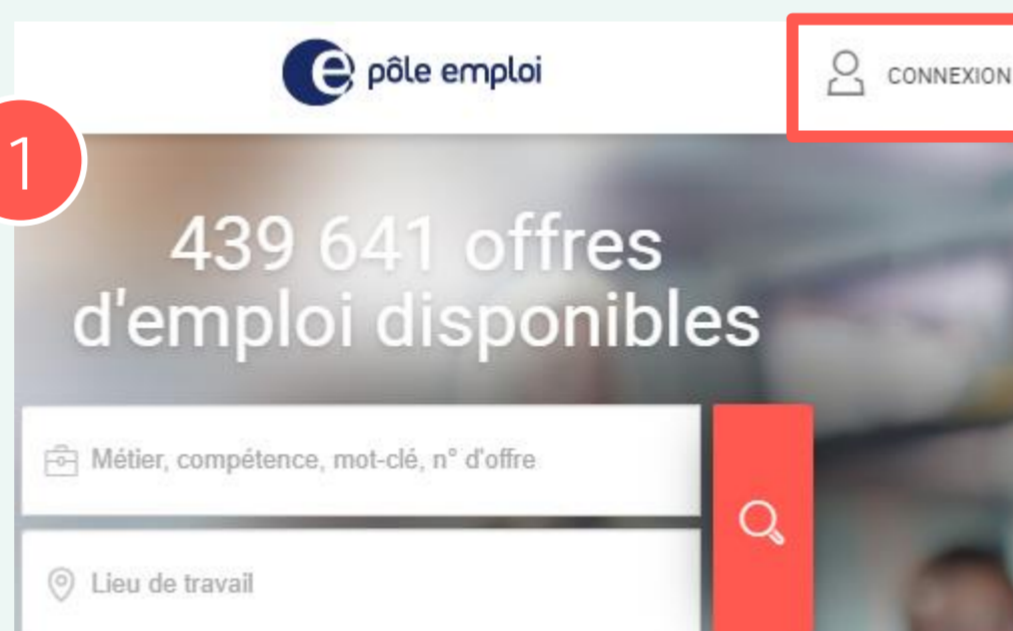 pôle emploi
CONNEXION
1
439 641 offres
d'emploi disponibles
Métier, compétence, mot-clé, n° d'offre
Lieu de travail